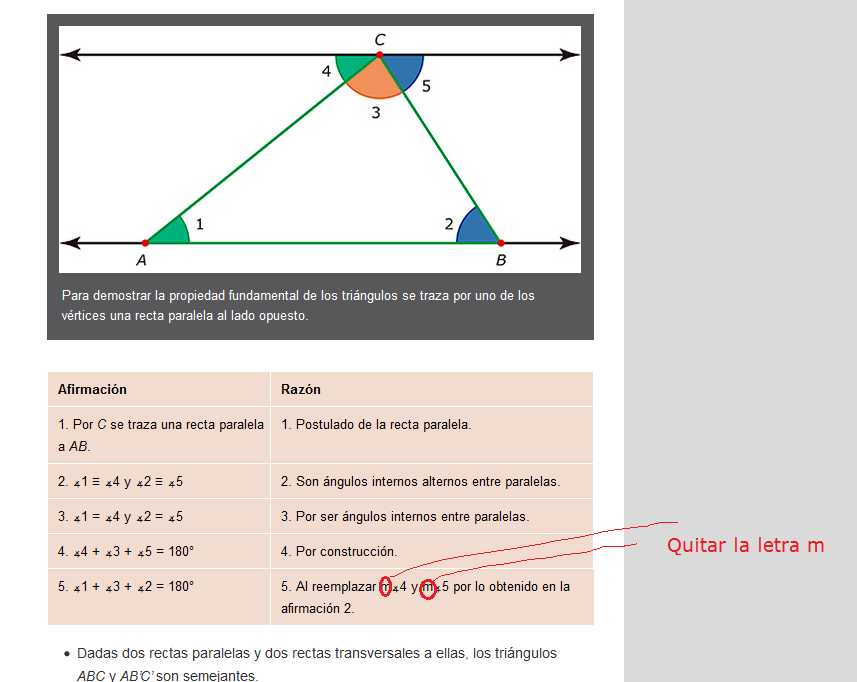 C
4
5
3
1
2
A
B
Para demostrar la propiedad fundamental de los triángulos se traza por uno de los
vértices una recta paralela al lado opuesto.
Afirmación Razón
1. Por C se traza una recta paralela 1. Postulado de la recta paralela.
a AB.
2. ∡1 ≡ ∡4 y ∡2 ≡ ∡5 2. Son ángulos internos alternos entre paralelas.
3. ∡1 = ∡4 y ∡2 = ∡5 3. Por ser ángulos internos entre paralelas.
4. ∡4 + ∡3 + ∡5 = 180° 4. Por construcción.
Quitar la letra m
5. ∡1 + ∡3 + ∡2 = 180° 5. Al reemplazar m∡4 y m∡5 por lo obtenido en la
afirmación 2.
• Dadas dos rectas paralelas y dos rectas transversales a ellas, los triángulos
ABC y AB'C' son semejantes.